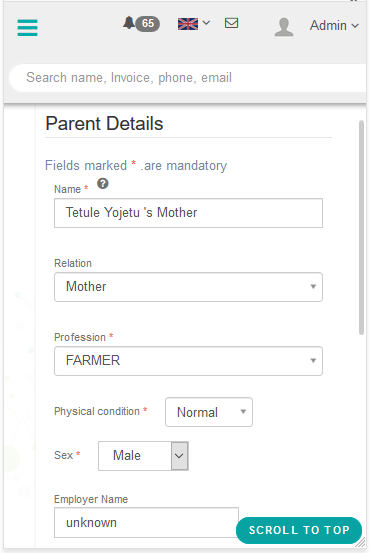 65
Admin
Search name, Invoice, phone, email
Parent Details
Fields marked * .are mandatory
Name * ?
Tetule Yojetu 's Mother
Relation
Mother
Profession *
FARMER
Physical condition * Normal
Sex * Male
Employer Name
unknown
SCROLL TO TOP